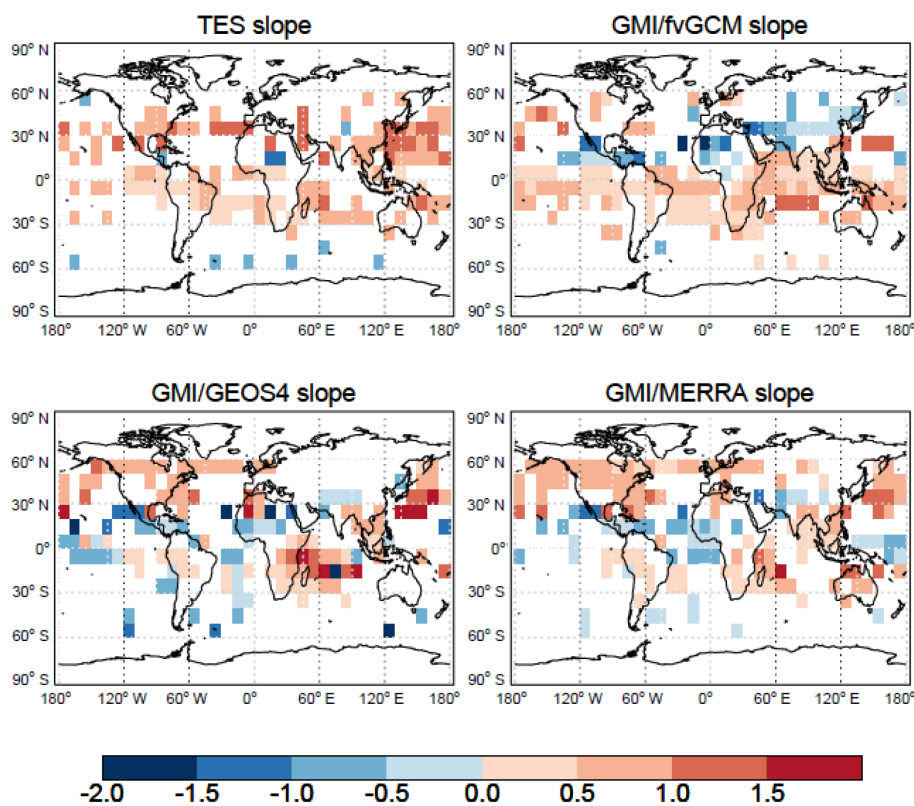 TES slope
GMI/fvGCM slope
90° N
60° N
30° N
0°
30° S
60° S
90° S
180° 120° W 60° W 0° 60° E 120° E 180°
90° N
60° N
30° N
0°
30° S
60° S
90° S
180° 120° W 60° W 0° 60° E 120° E 180°
GMI/GEOS4 slope
GMI/MERRA slope
90° N
60° N
30° N
0°
30° S
60° S
90° S
180° 120° W 60° W 0° 60° E 120° E 180°
90° N
60° N
30° N
0°
30° S
60° S
90° S
180° 120° W 60° W 0° 60° E 120° E 180°
-2.0 -1.5 -1.0 -0.5 0.0 0.5 1.0 1.5